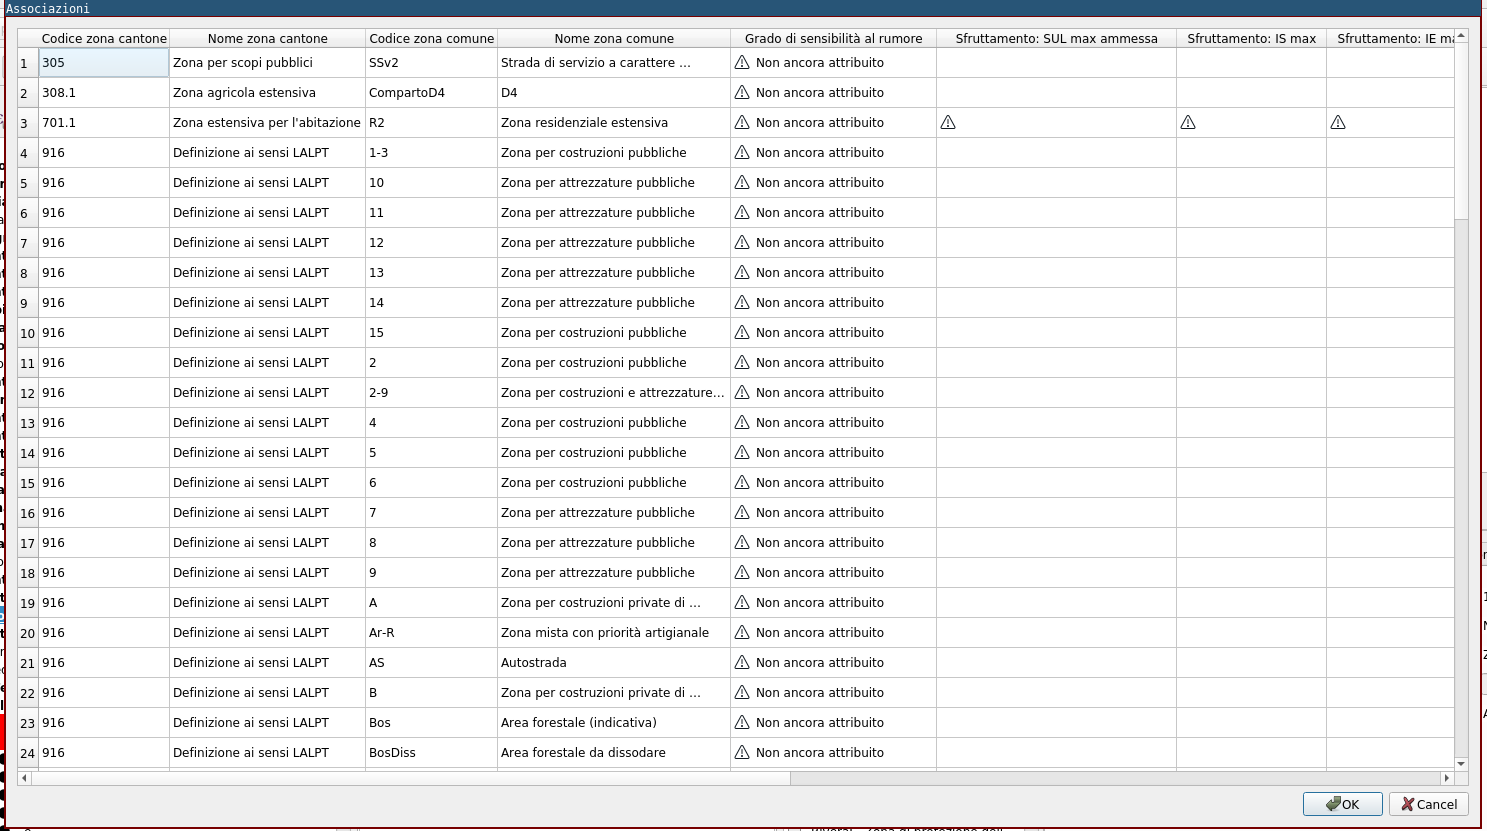 Associazioni
Codice zona cantone Nome zona cantone Codice zona comune Nome zona comune Grado di sensibilità al rumore Sfruttamento: SUL max ammessa Sfruttamento: IS max Sfruttamento: IE ma
1 305 Zona per scopi pubblici SSv2 Strada di servizio a carattere ... Non ancora attribuito
2 308.1 Zona agricola estensiva CompartoD4 D4 Non ancora attribuito
3 701.1 Zona estensiva per l'abitazione R2 Zona residenziale estensiva Non ancora attribuito
4 916 Definizione ai sensi LALPT 1-3 Zona per costruzioni pubbliche Non ancora attribuito
5 916 Definizione ai sensi LALPT 10 Zona per attrezzature pubbliche Non ancora attribuito
6 916 Definizione ai sensi LALPT 11 Zona per attrezzature pubbliche Non ancora attribuito
7 916 Definizione ai sensi LALPT 12 Zona per attrezzature pubbliche Non ancora attribuito
8 916 Definizione ai sensi LALPT 13 Zona per attrezzature pubbliche Non ancora attribuito
9 916 Definizione ai sensi LALPT 14 Zona per attrezzature pubbliche Non ancora attribuito
10 916 Definizione ai sensi LALPT 15 Zona per costruzioni pubbliche Non ancora attribuito
11 916 Definizione ai sensi LALPT 2 Zona per costruzioni pubbliche Non ancora attribuito
12 916 Definizione ai sensi LALPT 2-9 Zona per costruzioni e attrezzature... Non ancora attribuito
13 916 Definizione ai sensi LALPT 4 Zona per costruzioni pubbliche Non ancora attribuito
14 916 Definizione ai sensi LALPT 5 Zona per costruzioni pubbliche Non ancora attribuito
15 916 Definizione ai sensi LALPT 6 Zona per costruzioni pubbliche Non ancora attribuito
16 916 Definizione ai sensi LALPT 7 Zona per attrezzature pubbliche Non ancora attribuito
17 916 Definizione ai sensi LALPT 8 Zona per attrezzature pubbliche Non ancora attribuito
18 916 Definizione ai sensi LALPT 9 Zona per attrezzature pubbliche Non ancora attribuito
19 916 Definizione ai sensi LALPT A Zona per costruzioni private di ... Non ancora attribuito
20 916 Definizione ai sensi LALPT Ar-R Zona mista con priorità artigianale Non ancora attribuito
21 916 Definizione ai sensi LALPT AS Autostrada Non ancora attribuito
22 916 Definizione ai sensi LALPT B Zona per costruzioni private di ... Non ancora attribuito
23 916 Definizione ai sensi LALPT Bos Area forestale (indicativa) Non ancora attribuito
24 916 Definizione ai sensi LALPT BosDiss Area forestale da dissodare Non ancora attribuito
OK Cancel